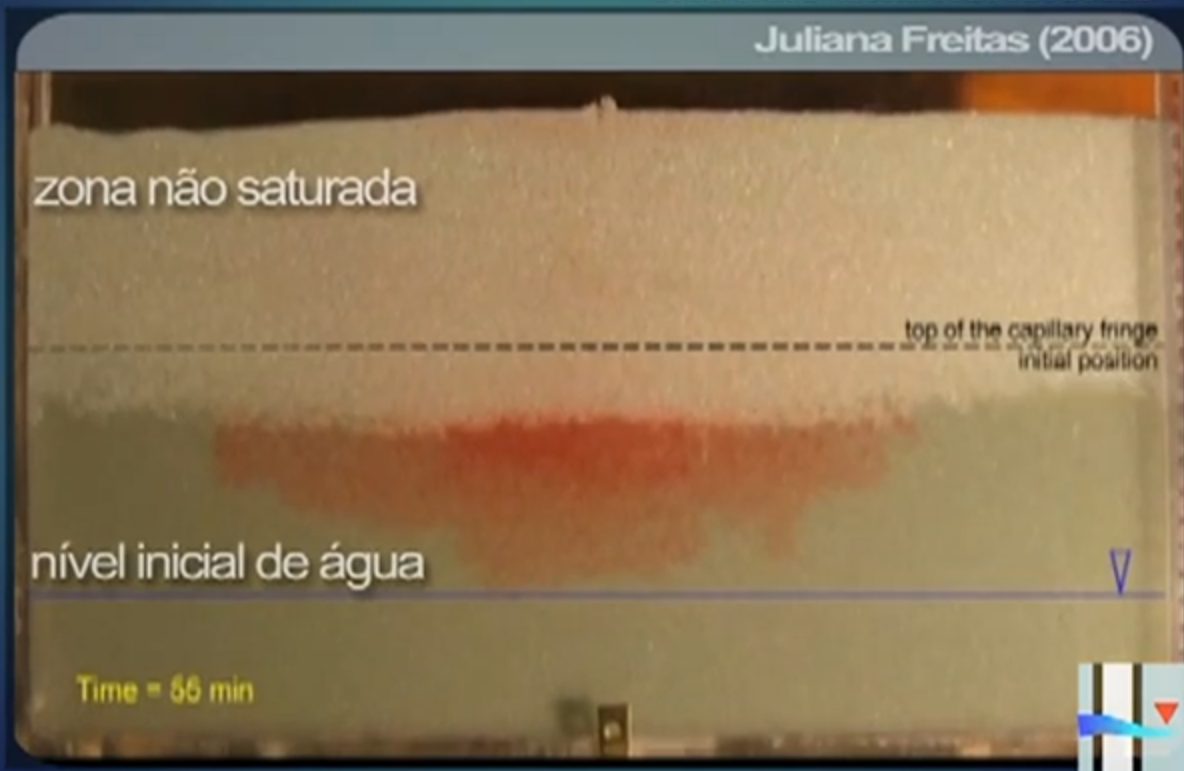 Juliana Freitas (2006)
zona não saturada
top of the capillary fringe
initial position
nível inicial de água
Time = 56 min